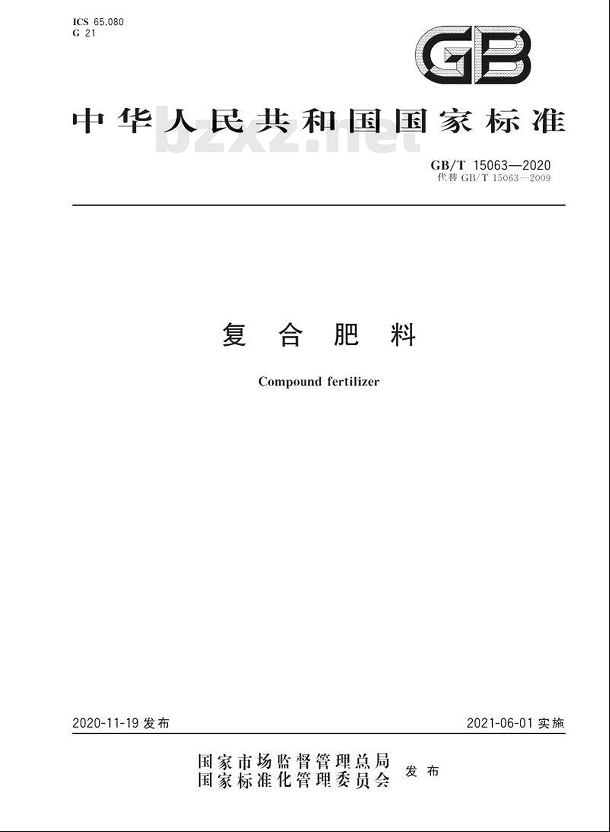 ICS 65.080
G 21
GB
中华人民共和国国家标准
bzxz.net
GB/T 15063—2020
代替 GB/T 15063—2009
复合肥料
Compound fertilizer
2020-11-19 发布
2021-06-01 实施
国家市场监督管理总局
国家标准化管理委员会
发布